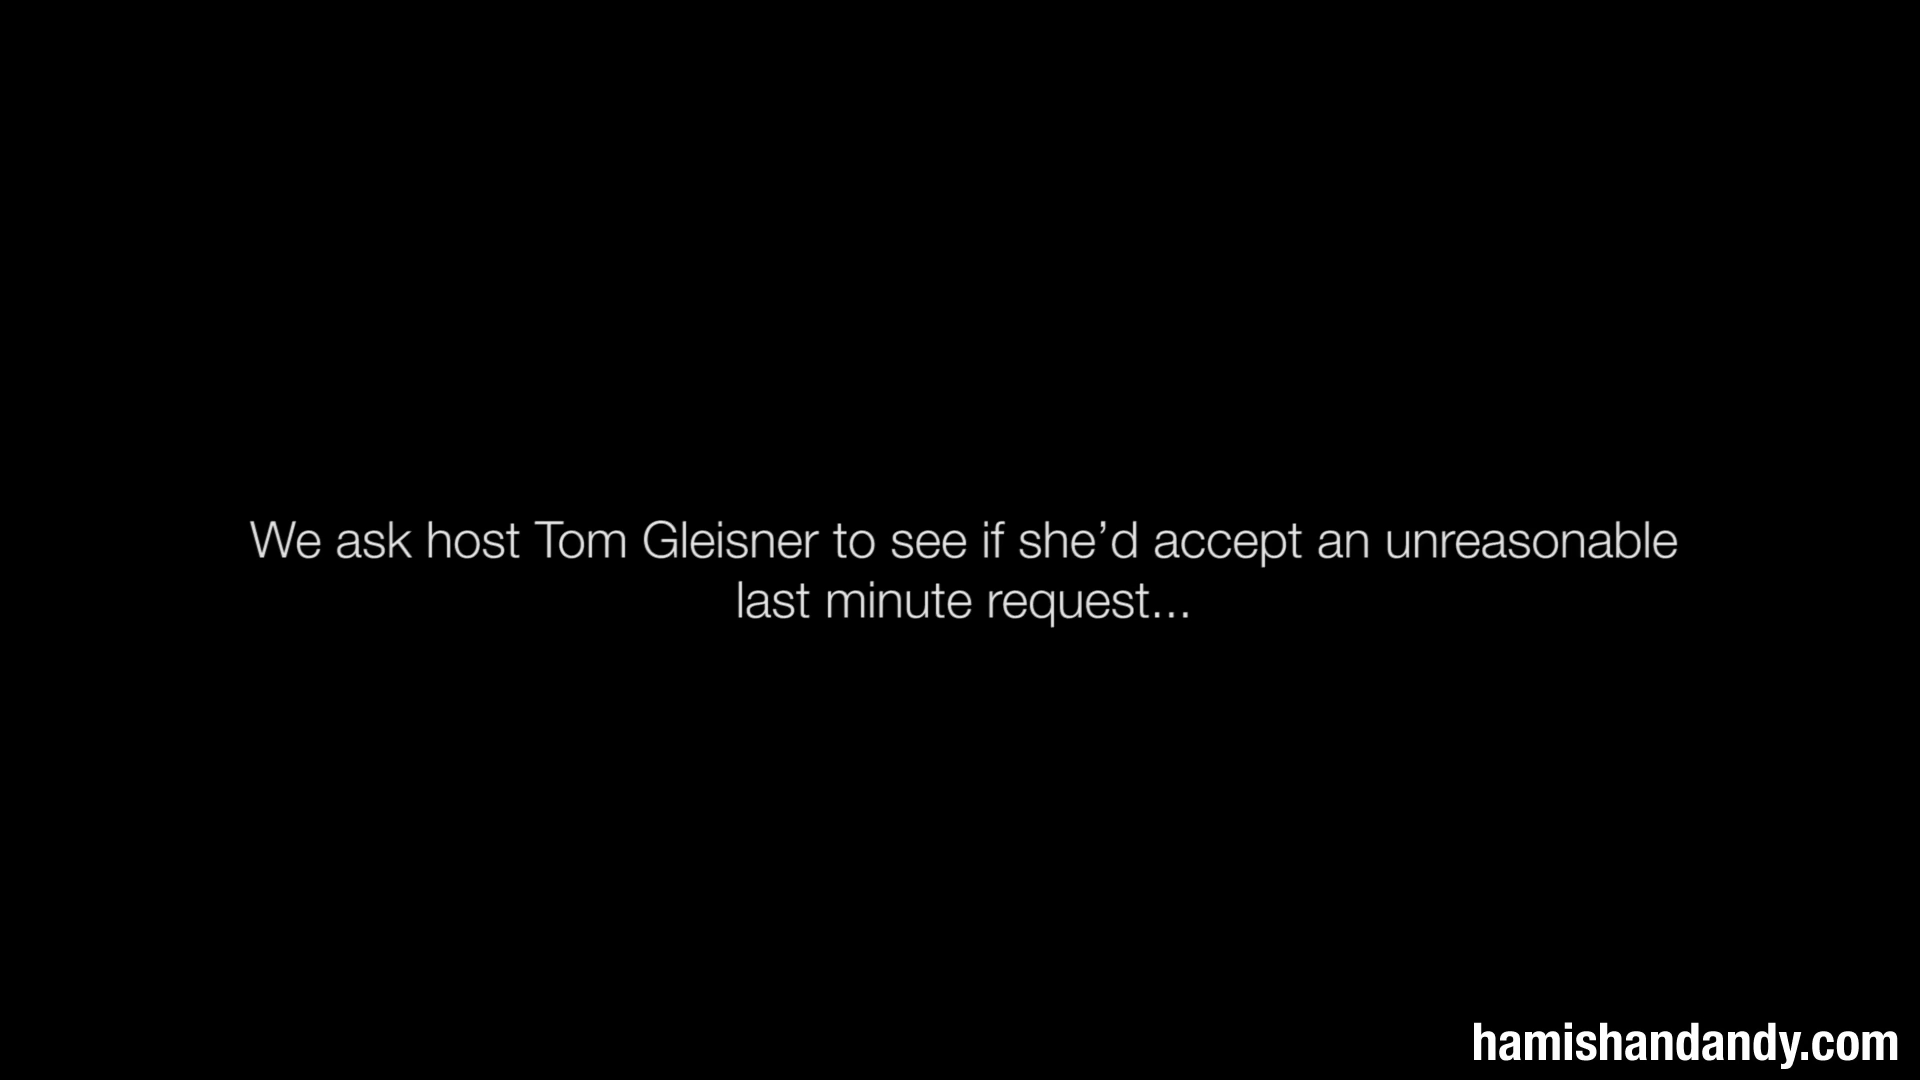 We ask host Tom Gleisner to see if she’d accept an unreasonable
last minute request...
hamishandandy.com